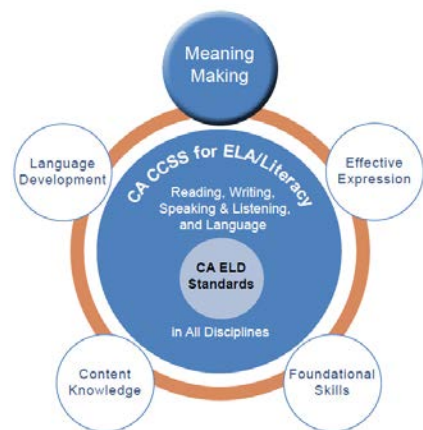 Meaning
Making
Language
Development
Effective
Expression
CA CCSS for ELA/Literacy
Reading, Writing,
Speaking & Listening,
and Language
CA ELD
Standards
in All Disciplines
Content
Knowledge
Foundational
Skills